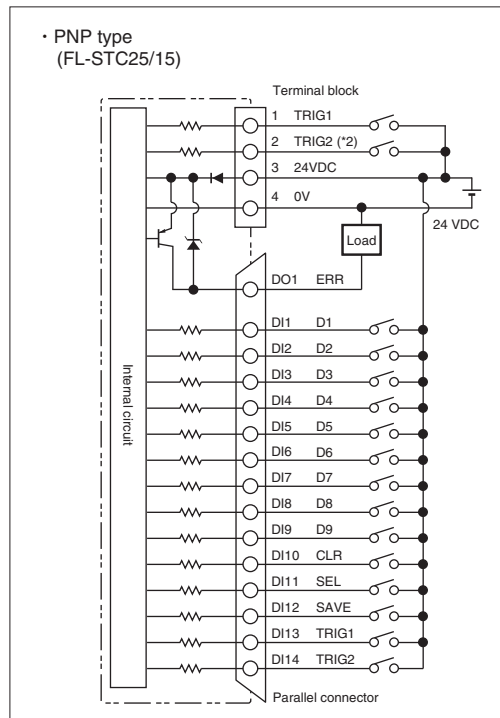 ・PNP type
(FL-STC25/15)
Terminal block
1 TRIG1
2 TRIG2 (*2)
3 24VDC
4 0V
24 VDC
Load
DO1 ERR
DI1 D1
DI2 D2
DI3 D3
DI4 D4
DI5 D5
DI6 D6
DI7 D7
DI8 D8
DI9 D9
DI10 CLR
DI11 SEL
DI12 SAVE
DI13 TRIG1
DI14 TRIG2
Internal circuit
Parallel connector